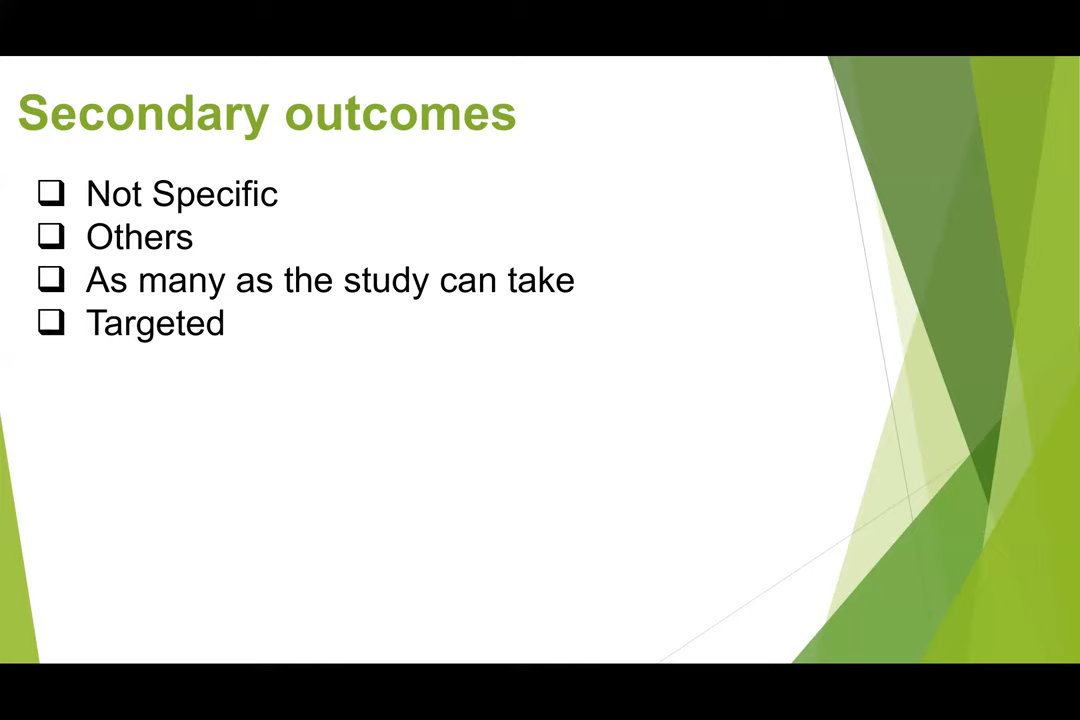 Secondary outcomes
❑ Not Specific
❑ Others
❑ As many as the study can take
❑ Targeted